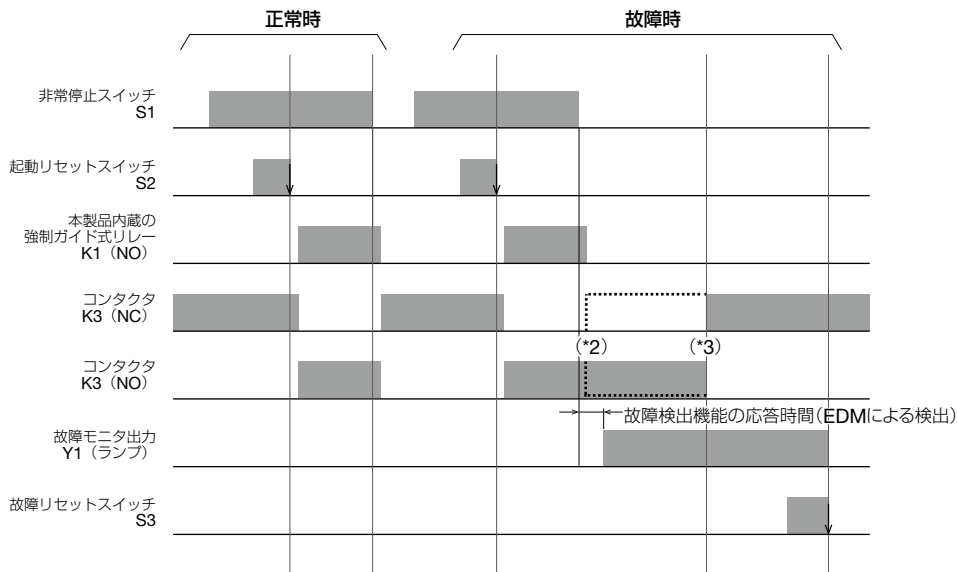 正常時
故障時
非常停止スイッチ
S1
起動リセットスイッチ
S2
本製品内蔵の
強制ガイド式リレー
K1（NO）
コンタクタ
K3（NC）
(*2)
(*3)
コンタクタ
K3（NO）
故障検出機能の応答時間(EDMによる検出)
故障モニタ出力
Y1（ランプ）
故障リセットスイッチ
S3